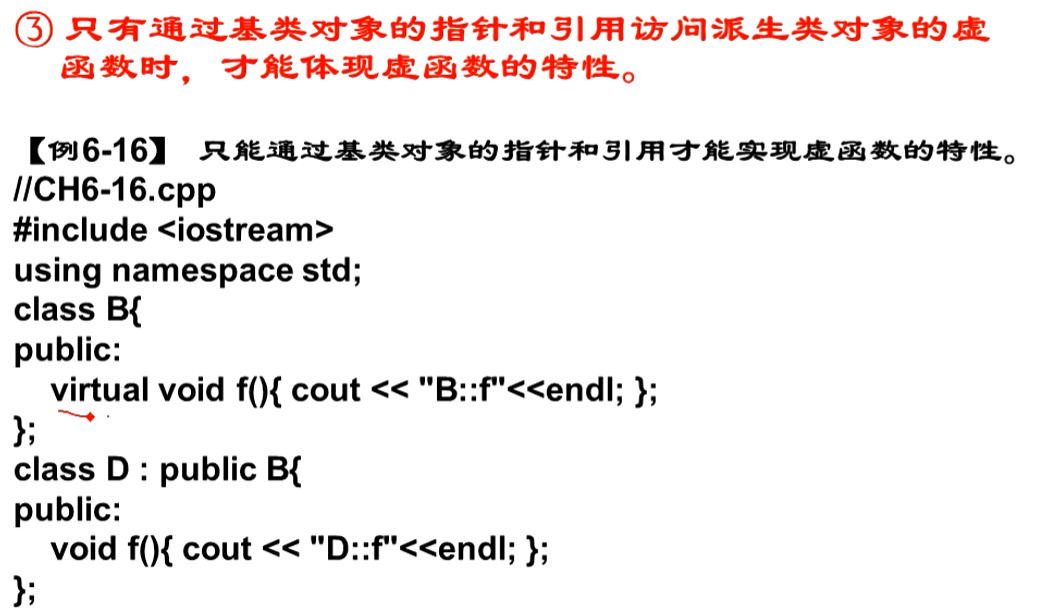 ③只有通过基类对象的指针和引用访问派生类对象的虚
函数时，才能体现虚函数的特性。
【例6-16】 只能通过基类对象的指针和引用才能实现虚函数的特性。
//CH6-16.cpp
#include <iostream>
using namespace std;
class B{
public:
virtual void f(){ cout << "B::f"<<endl; };
};
class D : public B{
public:
void f(){ cout << "D::f"<<endl; };
};